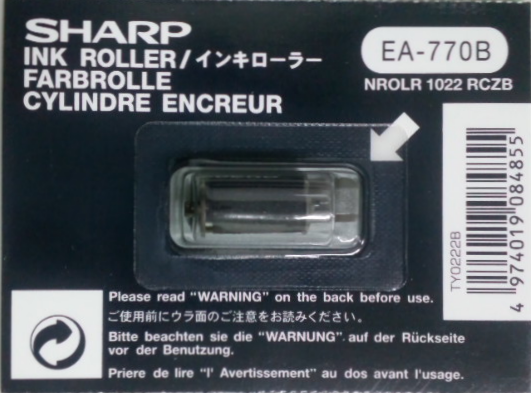 SHARP
INK ROLLER/インキローラー
FARBROLLE
CYLINDRE ENCREUR
EA-770B
NROLR 1022 RCZB
TY0222B
4 974019 084855
Please read "WARNING" on the back before use.
ご使用前にウラ面のご注意をお読みください。
Bitte beachten sie die "WARNUNG" auf der Rückseite
vor der Benutzung.
Priere de lire "l' Avertissement" au dos avant l'usage.